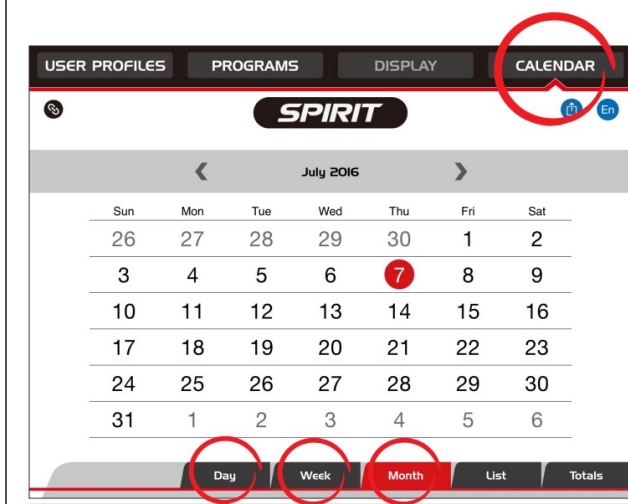 USER PROFILES PROGRAMS DISPLAY CALENDAR
SPIRIT En
July 2016
Sun Mon Tue Wed Thu Fri Sat
26 27 28 29 30 1 2
3 4 5 6 7 8 9
10 11 12 13 14 15 16
17 18 19 20 21 22 23
24 25 26 27 28 29 30
31 1 2 3 4 5 6
Day Week Month List Totals